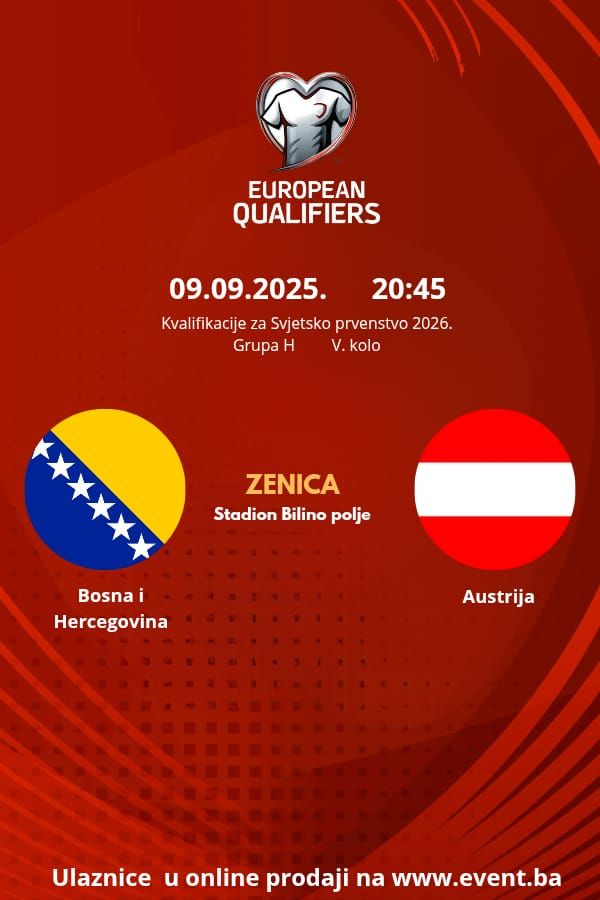 EUROPEAN
QUALIFIERS
09.09.2025. 20:45
Kvalifikacije za Svjetsko prvenstvo 2026.
Grupa H V. kolo
ZENICA
Stadion Bilino polje
Bosna i
Hercegovina
Austrija
Ulaznice u online prodaji na www.event.ba